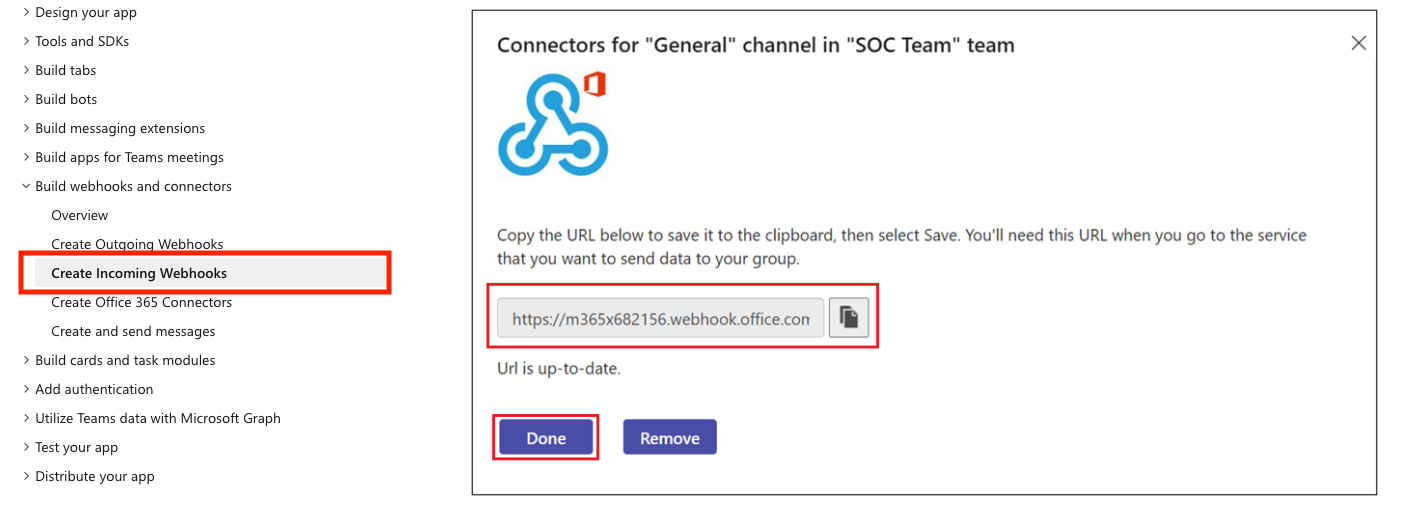 Design your app
Tools and SDKs
Build tabs
Build bots
Build messaging extensions
Build apps for Teams meetings
Build webhooks and connectors
Overview
Create Outgoing Webhooks
Create Incoming Webhooks
Create Office 365 Connectors
Create and send messages
Build cards and task modules
Add authentication
Utilize Teams data with Microsoft Graph
Test your app
Distribute your app
Connectors for "General" channel in "SOC Team" team
Copy the URL below to save it to the clipboard, then select Save. You'll need this URL when you go to the service
that you want to send data to your group.
https://m365x682156.webhook.office.com
Url is up-to-date.
Done
Remove